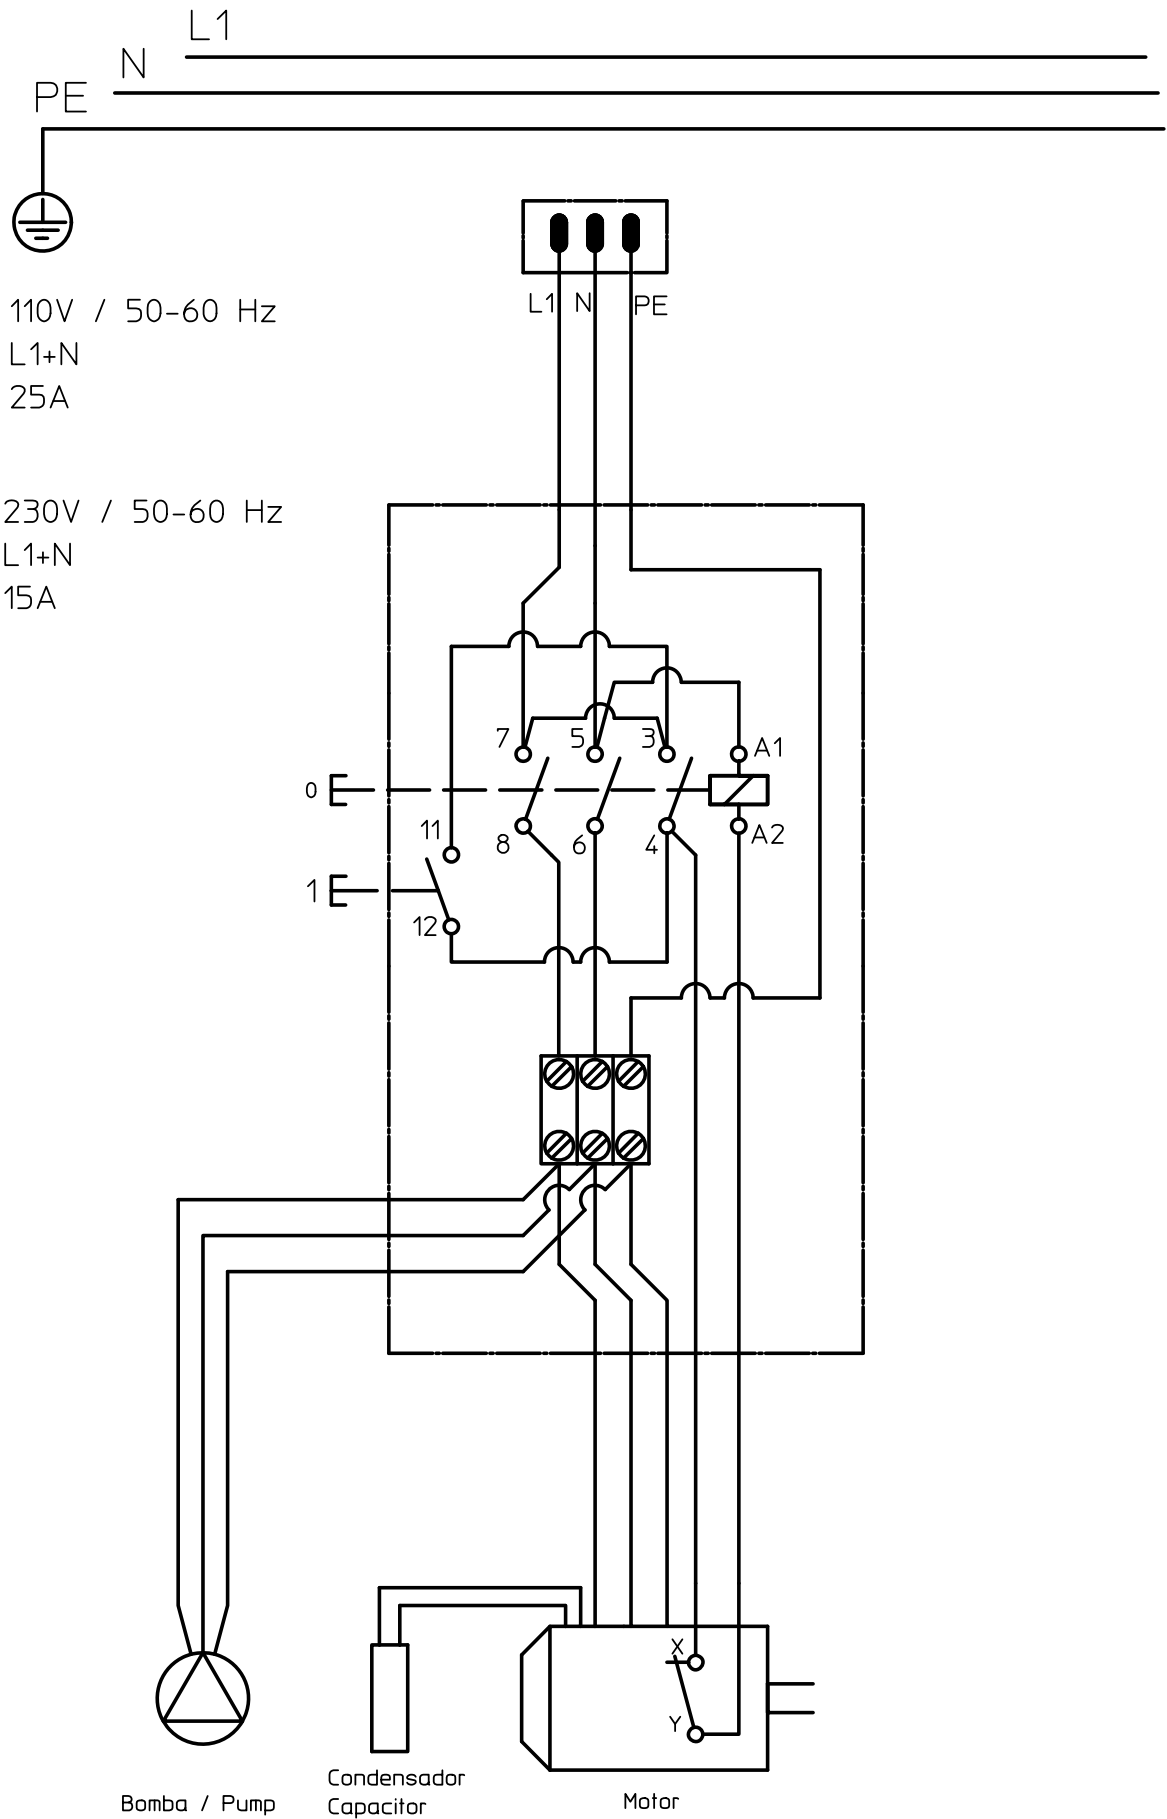 L1
N
PE
L1 N PE
110V / 50-60 Hz
L1+N
25A
230V / 50-60 Hz
L1+N
15A
7 5 3 A1
0
11 8 6 4 A2
1
12
X
Y
Condensador
Capacitor
Bomba / Pump
Motor